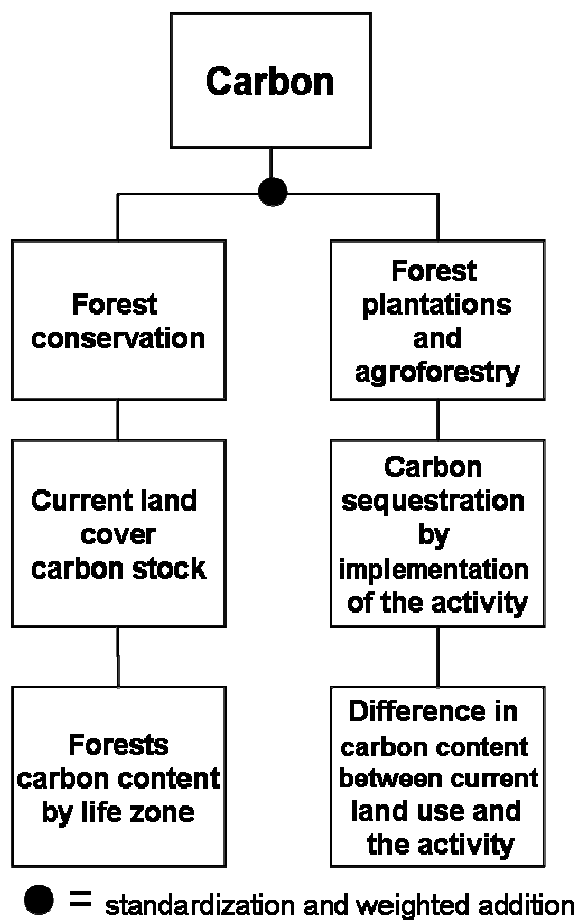 Carbon
Forest
conservation
Forest
plantations
and
agroforestry
Current land
cover
carbon stock
Carbon
sequestration
by
implementation
of the activity
Forests
carbon content
by life zone
Difference in
carbon content
between current
land use and
the activity
= standardization and weighted addition